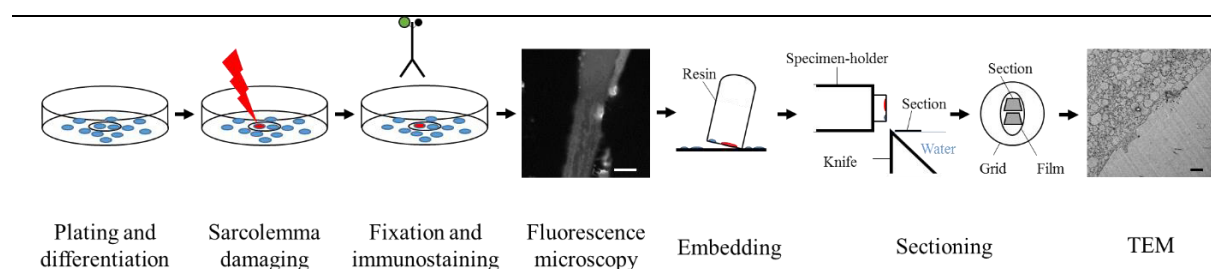 Resin
Specimen-holder
Section
Water
Knife
Section
Grid
Film
Plating and
differentiation
Sarcolemma
damaging
Fixation and
immunostaining
Fluorescence
microscopy
Embedding
Sectioning
TEM